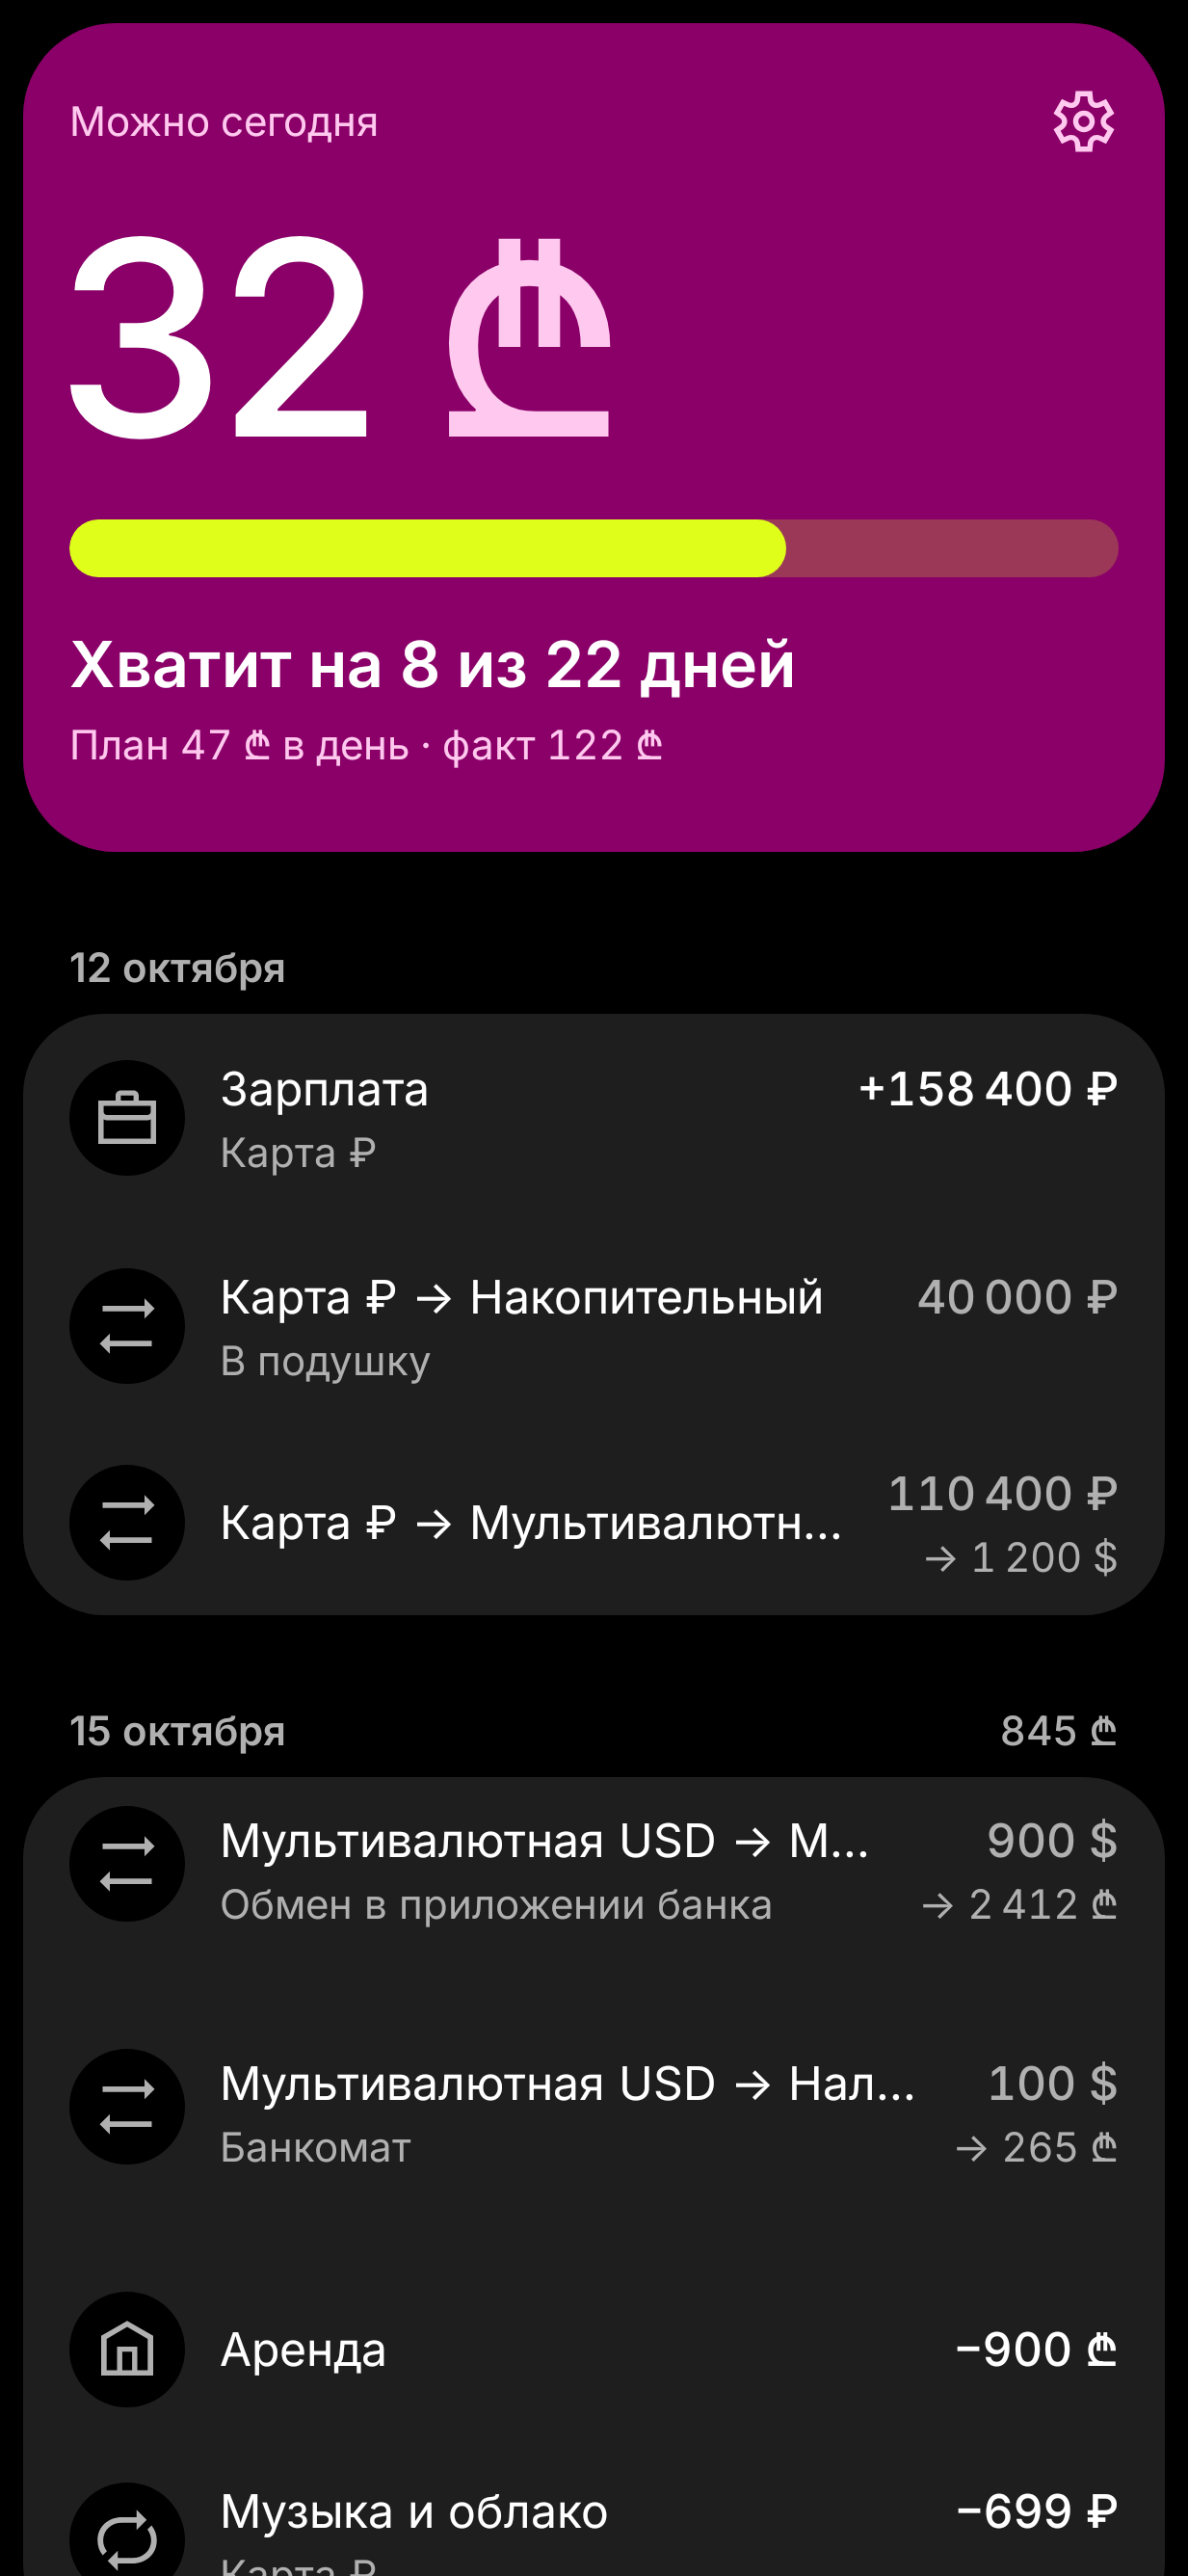 Можно сегодня
32 ₾
Хватит на 8 из 22 дней
План 47 ₾ в день · факт 122 ₾
12 октября
Зарплата
+158 400 ₽
Карта ₽
Карта ₽ → Накопительный
40 000 ₽
В подушку
Карта ₽ → Мультивалютн...
110 400 ₽
→ 1 200 $
15 октября
845 ₾
Мультивалютная USD → М...
900 $
Обмен в приложении банка
→ 2 412 ₾
Мультивалютная USD → Нал...
100 $
Банкомат
→ 265 ₾
Аренда
−900 ₾
Музыка и облако
−699 ₽
Карта ₽